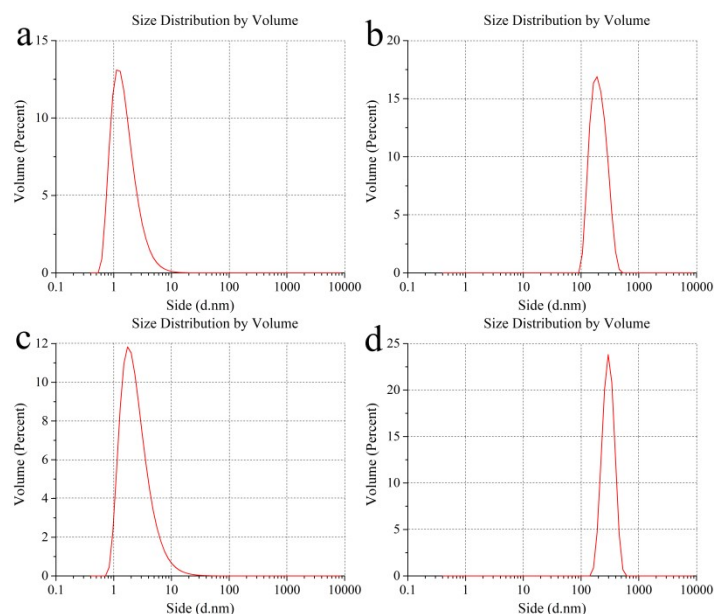 a
Size Distribution by Volume
15
10
5
0
Volume (Percent)
0.1 1 10 100 1000 10000
Side (d.nm)
b
Size Distribution by Volume
20
15
10
5
0
Volume (Percent)
0.1 1 10 100 1000 10000
Side (d.nm)
c
Size Distribution by Volume
12
10
8
6
4
2
0
Volume (Percent)
0.1 1 10 100 1000 10000
Side (d.nm)
d
Size Distribution by Volume
25
20
15
10
5
0
Volume (Percent)
0.1 1 10 100 1000 10000
Side (d.nm)